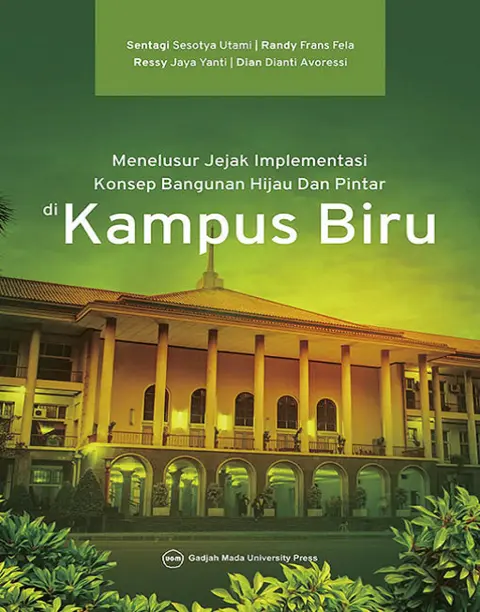 Sentagi Sesotya Utami | Randy Frans Fela
Ressy Jaya Yanti | Dian Dianti Avoressi
Menelusur Jejak Implementasi
Konsep Bangunan Hijau Dan Pintar
di Kampus Biru
UGM Gadjah Mada University Press